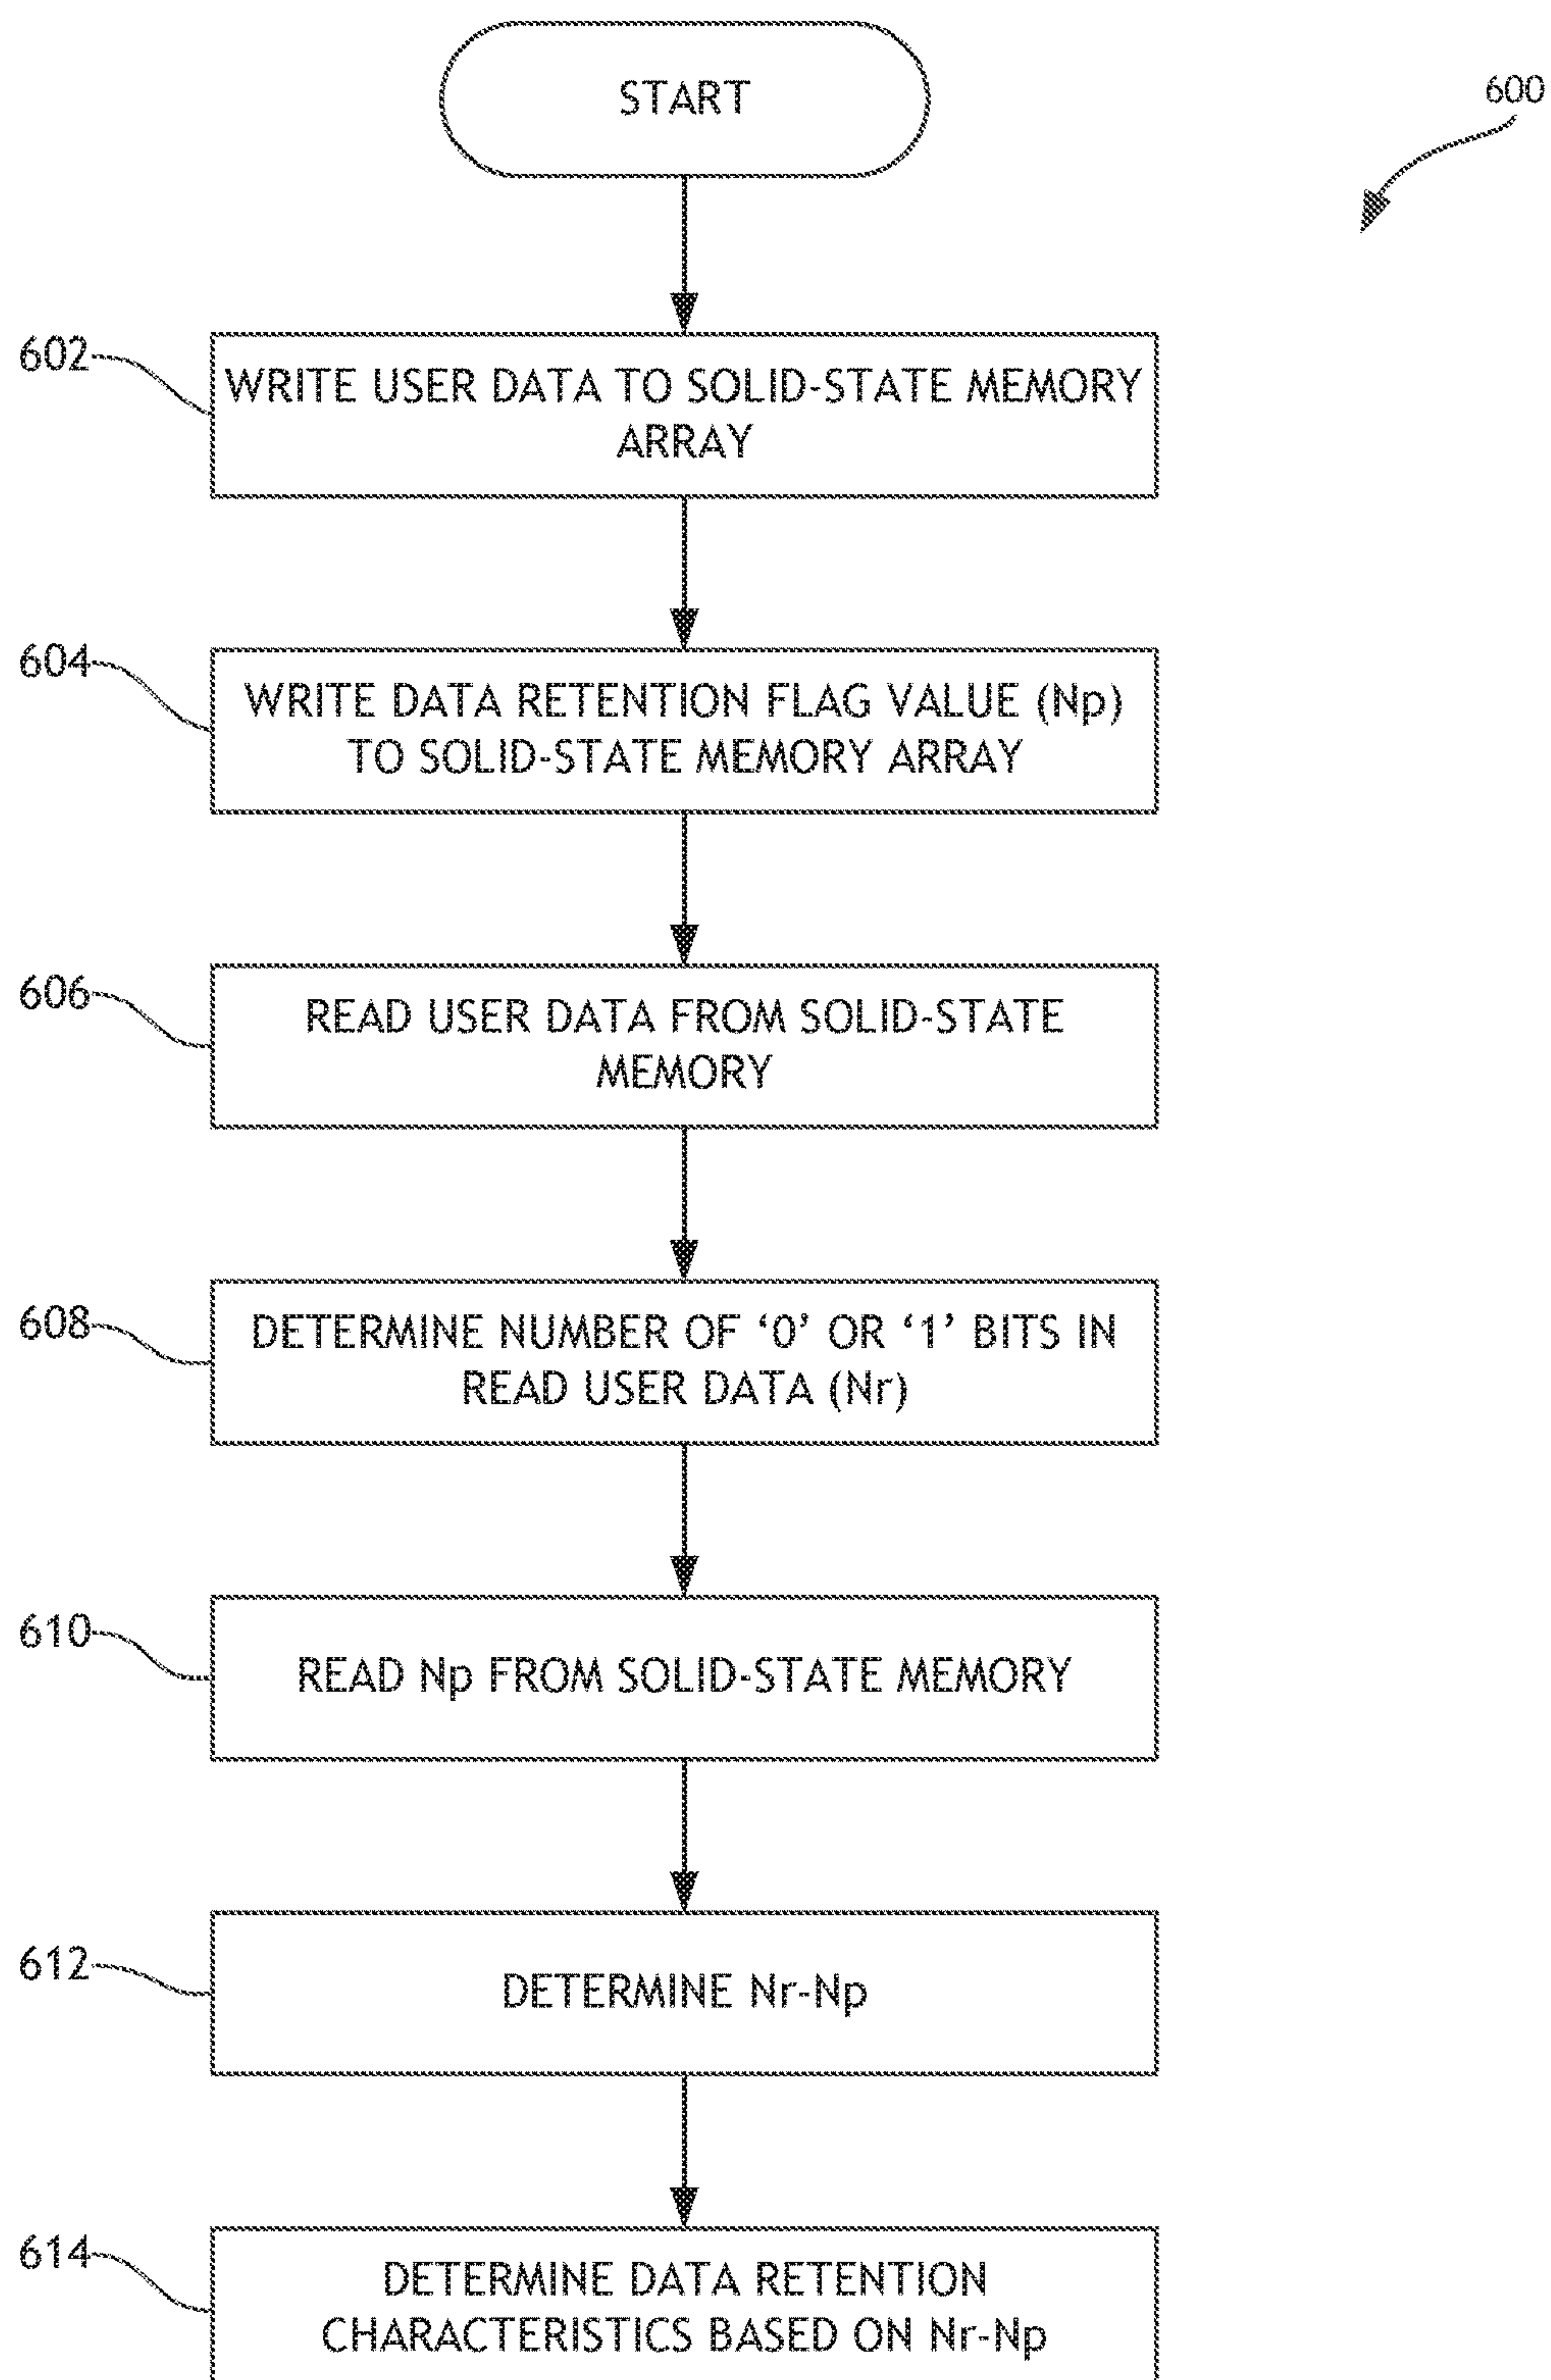 START
600
602
WRITE USER DATA TO SOLID-STATE MEMORY
ARRAY
604
WRITE DATA RETENTION FLAG VALUE (Np)
TO SOLID-STATE MEMORY ARRAY
606
READ USER DATA FROM SOLID-STATE
MEMORY
608
DETERMINE NUMBER OF ‘0’ OR ‘1’ BITS IN
READ USER DATA (Nr)
610
READ Np FROM SOLID-STATE MEMORY
612
DETERMINE Nr-Np
614
DETERMINE DATA RETENTION
CHARACTERISTICS BASED ON Nr-Np